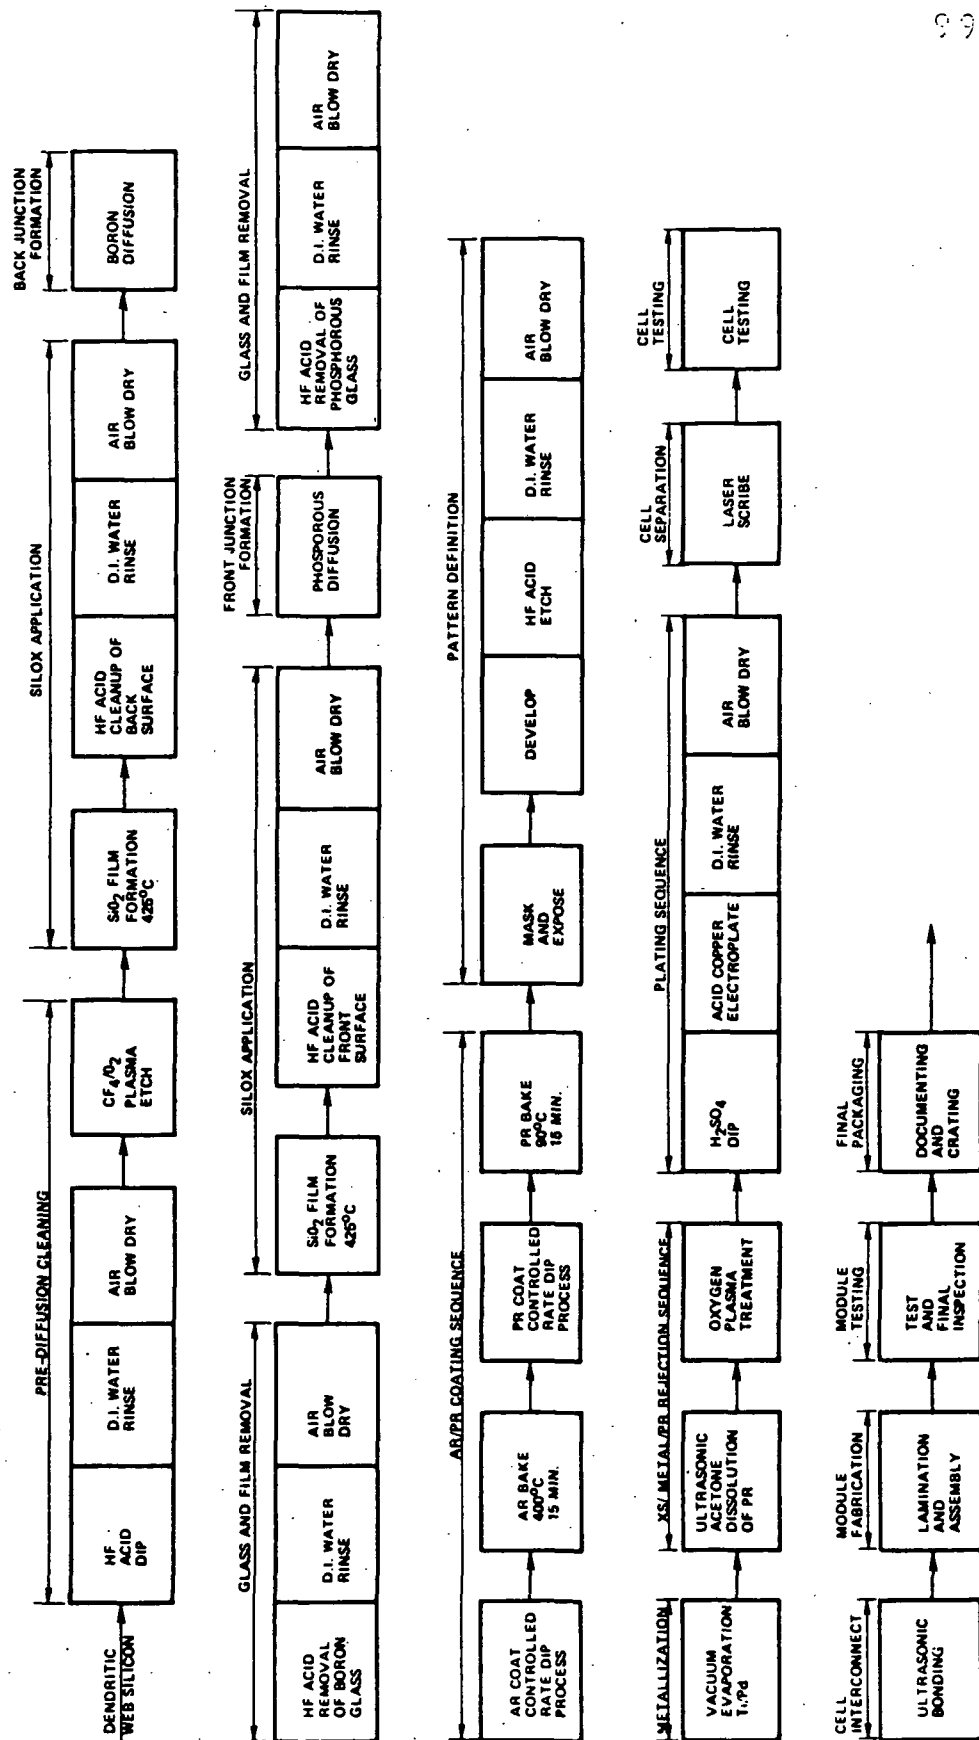 DENDRITIC
WEB SILICON
PRE-DIFFUSION CLEANING
HF
ACID
DIP
D.I. WATER
RINSE
AIR
BLOW DRY
CF4/O2
PLASMA
ETCH
SILOX APPLICATION
SiO2 FILM
FORMATION
425°C
HF ACID
CLEANUP OF
BACK
SURFACE
D.I. WATER
RINSE
AIR
BLOW DRY
BACK JUNCTION
FORMATION
BORON
DIFFUSION
GLASS AND FILM REMOVAL
HF ACID
REMOVAL
OF BORON
GLASS
D.I. WATER
RINSE
AIR
BLOW
DRY
SILOX APPLICATION
SiO2 FILM
FORMATION
425°C
HF ACID
CLEANUP OF
FRONT
SURFACE
D.I. WATER
RINSE
AIR
BLOW DRY
FRONT JUNCTION
FORMATION
PHOSPOROUS
DIFFUSION
GLASS AND FILM REMOVAL
HF ACID
REMOVAL OF
PHOSPHOROUS
GLASS
D.I. WATER
RINSE
AIR
BLOW DRY
AR/PR COATING SEQUENCE
AR COAT
CONTROLLED
RATE DIP
PROCESS
AR BAKE
400°C
15 MIN.
PR COAT
CONTROLLED
RATE DIP
PROCESS
PR BAKE
90°C
15 MIN.
PATTERN DEFINITION
MASK
AND
EXPOSE
DEVELOP
HF ACID
ETCH
D.I. WATER
RINSE
AIR
BLOW DRY
METALLIZATION
VACUUM
EVAPORATION
Ti/Pd
XS/ METAL/PR REJECTION SEQUENCE
ULTRASONIC
ACETONE
DISSOLUTION
OF PR
OXYGEN
PLASMA
TREATMENT
PLATING SEQUENCE
H2SO4
DIP
ACID COPPER
ELECTROPLATE
D.I. WATER
RINSE
AIR
BLOW DRY
CELL
SEPARATION
LASER
SCRIBE
CELL
TESTING
CELL
TESTING
CELL
INTERCONNECT
ULTRASONIC
BONDING
MODULE
FABRICATION
LAMINATION
AND
ASSEMBLY
MODULE
TESTING
TEST
AND
FINAL
INSPECTION
FINAL
PACKAGING
DOCUMENTING
AND
CRATING